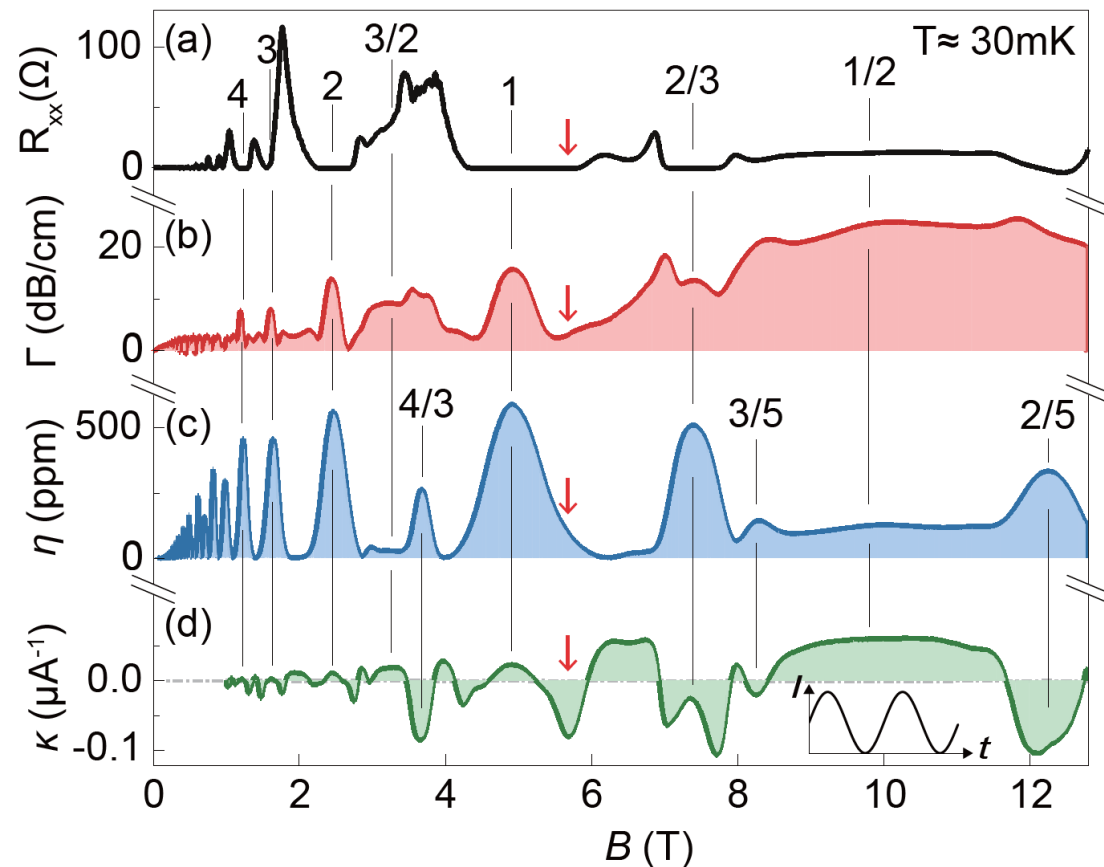 (a)
T≈ 30mK
Rxx(Ω)
100
0
4
3
2
3/2
1
2/3
1/2
(b)
Γ (dB/cm)
20
0
(c)
η (ppm)
500
0
4/3
3/5
2/5
(d)
κ (μA⁻¹)
0.0
-0.1
I
t
0 2 4 6 8 10 12
B (T)